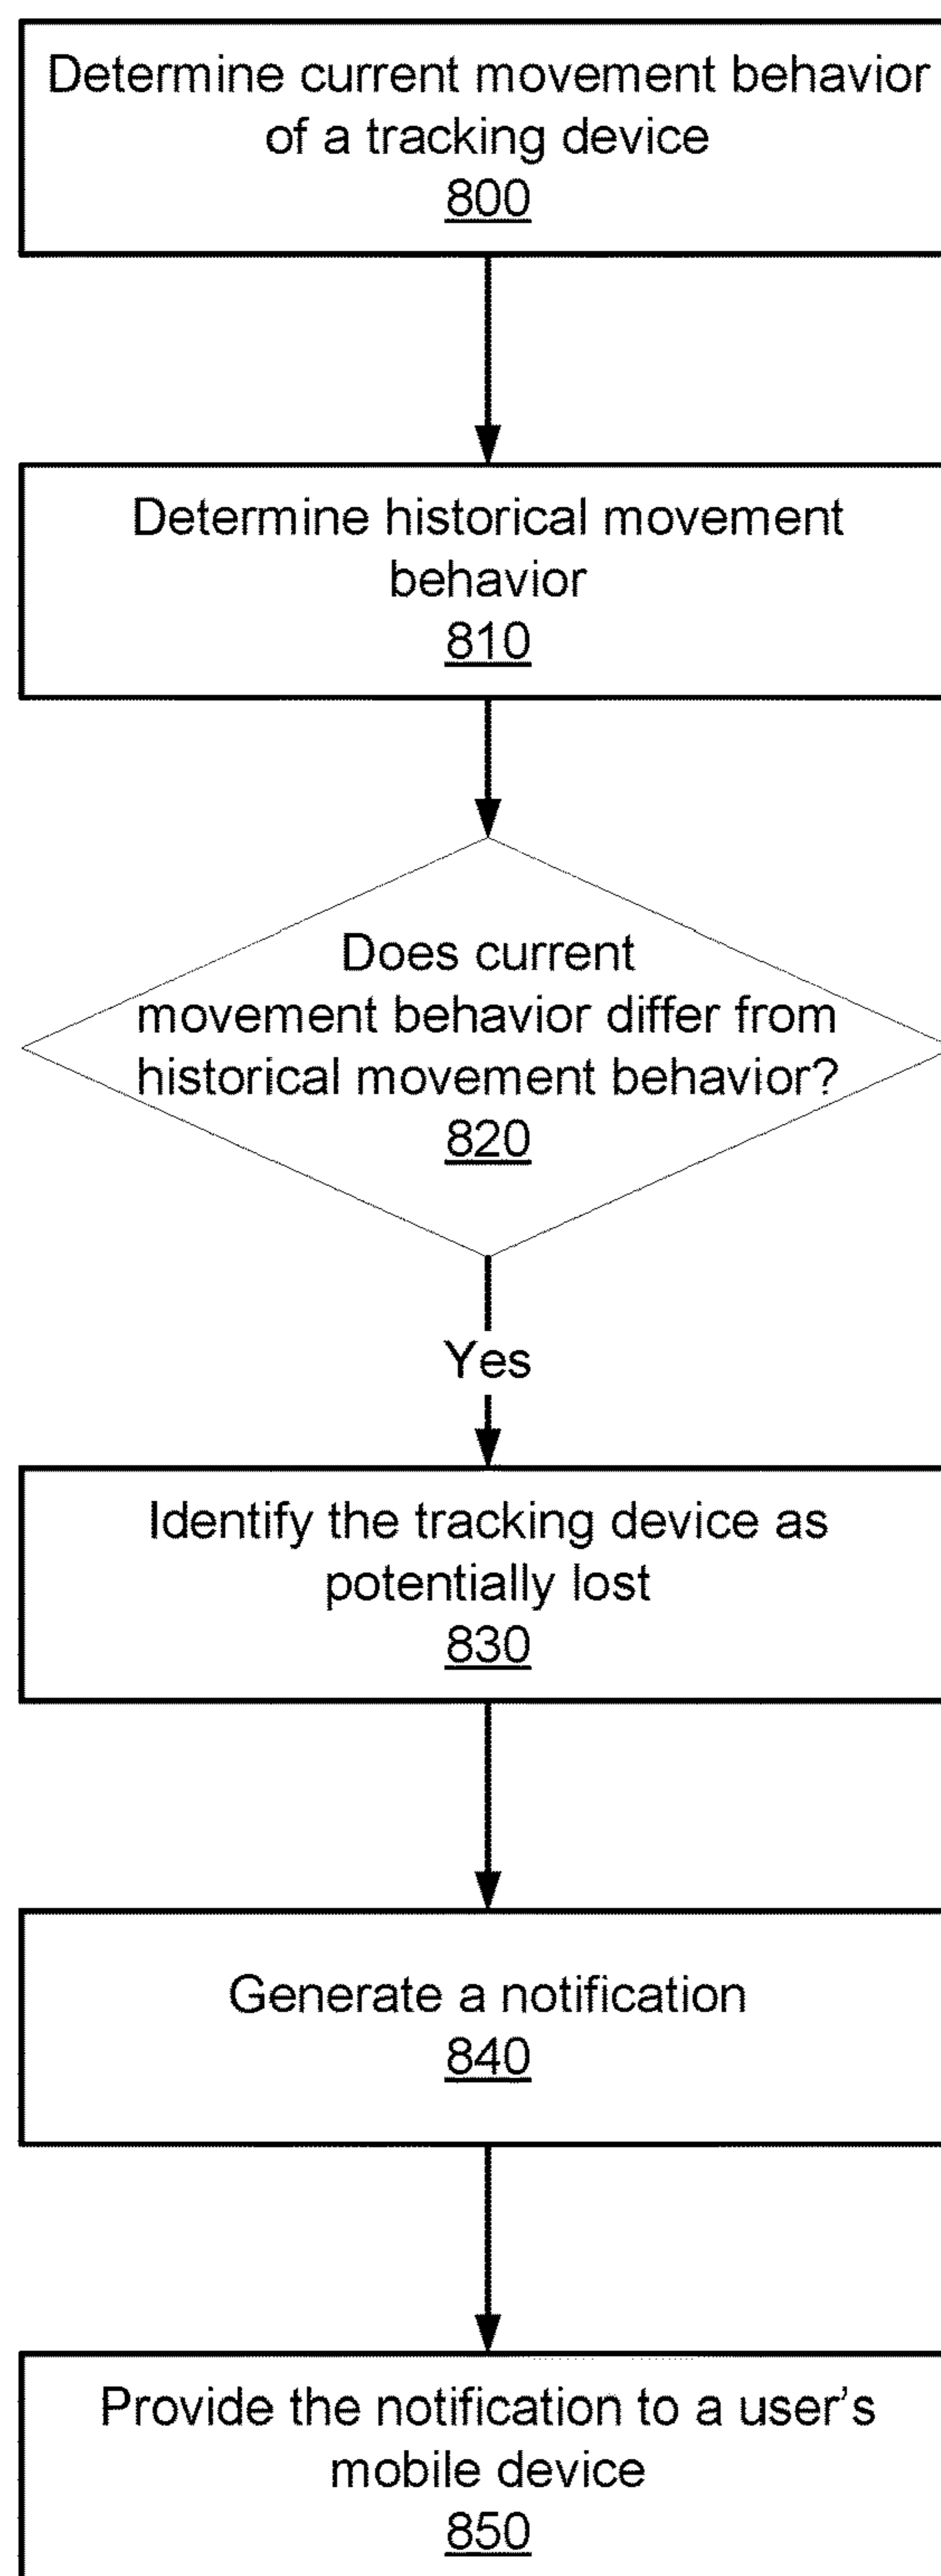 Determine current movement behavior
of a tracking device
800
Determine historical movement
behavior
810
Does current
movement behavior differ from
historical movement behavior?
820
Yes
Identify the tracking device as
potentially lost
830
Generate a notification
840
Provide the notification to a user's
mobile device
850